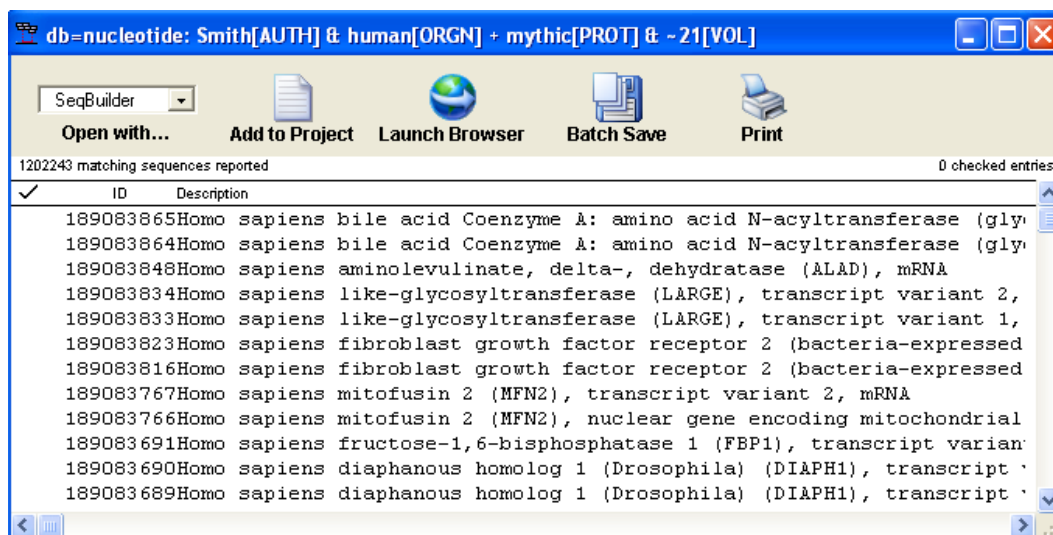 db=nucleotide: Smith[AUTH] & human[ORGN] + mythic[PROT] & ~21[VOL]
SeqBuilder
Open with... Add to Project Launch Browser Batch Save Print
1202243 matching sequences reported 0 checked entries
ID Description
189083865Homo sapiens bile acid Coenzyme A: amino acid N-acyltransferase (gly
189083864Homo sapiens bile acid Coenzyme A: amino acid N-acyltransferase (gly
189083848Homo sapiens aminolevulinate, delta-, dehydratase (ALAD), mRNA
189083834Homo sapiens like-glycosyltransferase (LARGE), transcript variant 2,
189083833Homo sapiens like-glycosyltransferase (LARGE), transcript variant 1,
189083823Homo sapiens fibroblast growth factor receptor 2 (bacteria-expressed
189083816Homo sapiens fibroblast growth factor receptor 2 (bacteria-expressed
189083767Homo sapiens mitofusin 2 (MFN2), transcript variant 2, mRNA
189083766Homo sapiens mitofusin 2 (MFN2), nuclear gene encoding mitochondrial
189083691Homo sapiens fructose-1,6-bisphosphatase 1 (FBP1), transcript varian
189083690Homo sapiens diaphanous homolog 1 (Drosophila) (DIAPH1), transcript
189083689Homo sapiens diaphanous homolog 1 (Drosophila) (DIAPH1), transcript